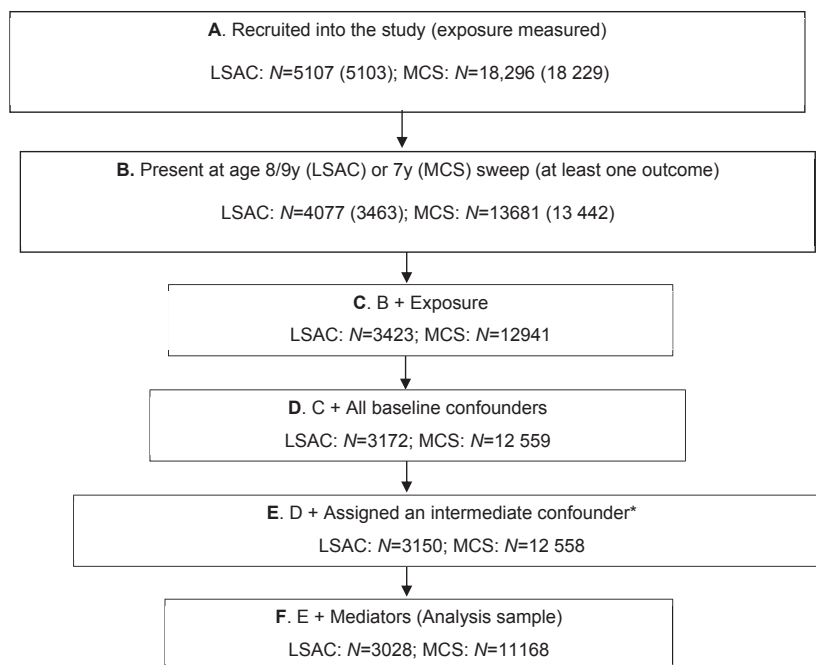 A. Recruited into the study (exposure measured)
LSAC: N=5107 (5103); MCS: N=18,296 (18 229)
B. Present at age 8/9y (LSAC) or 7y (MCS) sweep (at least one outcome)
LSAC: N=4077 (3463); MCS: N=13681 (13 442)
C. B + Exposure
LSAC: N=3423; MCS: N=12941
D. C + All baseline confounders
LSAC: N=3172; MCS: N=12 559
E. D + Assigned an intermediate confounder*
LSAC: N=3150; MCS: N=12 558
F. E + Mediators (Analysis sample)
LSAC: N=3028; MCS: N=11168